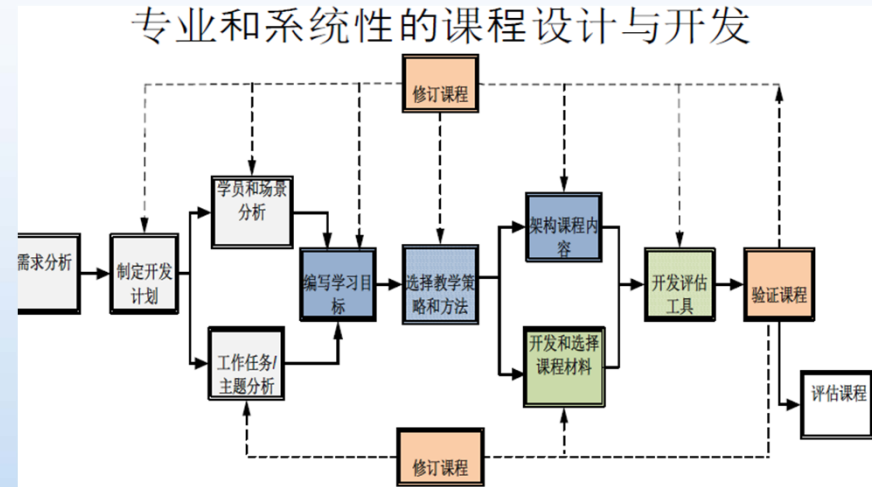 专业和系统性的课程设计与开发
修订课程
学员和场景
分析
架构课程内
容
需求分析
制定开发
计划
编写学习目
标
选择教学策
略和方法
开发评估
工具
验证课程
工作任务/
主题分析
开发和选择
课程材料
评估课程
修订课程